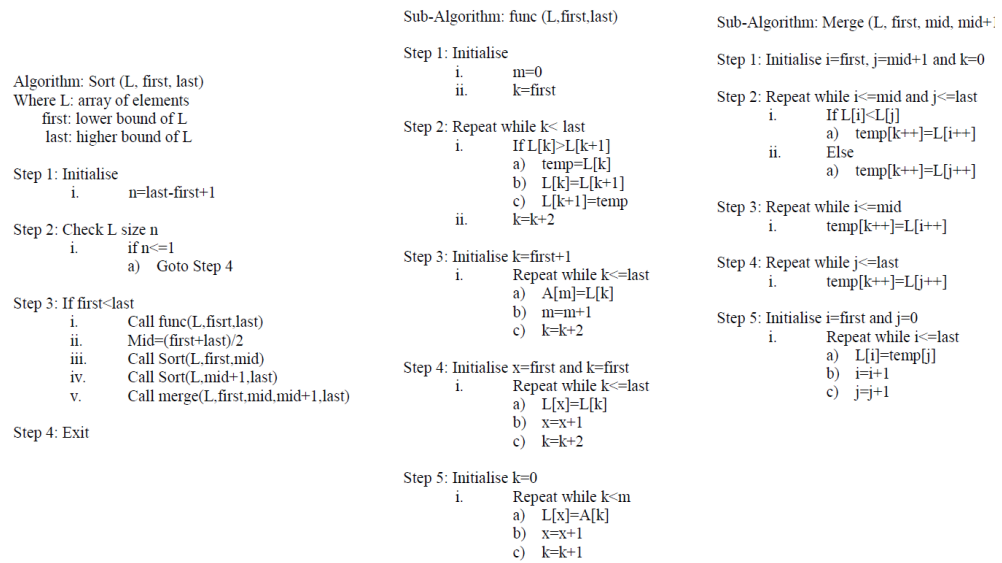 Algorithm: Sort (L, first, last)
Where L: array of elements
first: lower bound of L
last: higher bound of L
Step 1: Initialise
i. n=last-first+1
Step 2: Check L size n
i. if n<=1
a) Goto Step 4
Step 3: If first<last
i. Call func(L,fisrt,last)
ii. Mid=(first+last)/2
iii. Call Sort(L,first,mid)
iv. Call Sort(L,mid+1,last)
v. Call merge(L,first,mid,mid+1,last)
Step 4: Exit
Sub-Algorithm: func (L,first,last)
Step 1: Initialise
i. m=0
ii. k=first
Step 2: Repeat while k< last
i. If L[k]>L[k+1]
a) temp=L[k]
b) L[k]=L[k+1]
c) L[k+1]=temp
ii. k=k+2
Step 3: Initialise k=first+1
i. Repeat while k<=last
a) A[m]=L[k]
b) m=m+1
c) k=k+2
Step 4: Initialise x=first and k=first
i. Repeat while k<=last
a) L[x]=L[k]
b) x=x+1
c) k=k+2
Step 5: Initialise k=0
i. Repeat while k<m
a) L[x]=A[k]
b) x=x+1
c) k=k+1
Sub-Algorithm: Merge (L, first, mid, mid+1
Step 1: Initialise i=first, j=mid+1 and k=0
Step 2: Repeat while i<=mid and j<=last
i. If L[i]<L[j]
a) temp[k++]=L[i++]
ii. Else
a) temp[k++]=L[j++]
Step 3: Repeat while i<=mid
i. temp[k++]=L[i++]
Step 4: Repeat while j<=last
i. temp[k++]=L[j++]
Step 5: Initialise i=first and j=0
i. Repeat while i<=last
a) L[i]=temp[j]
b) i=i+1
c) j=j+1